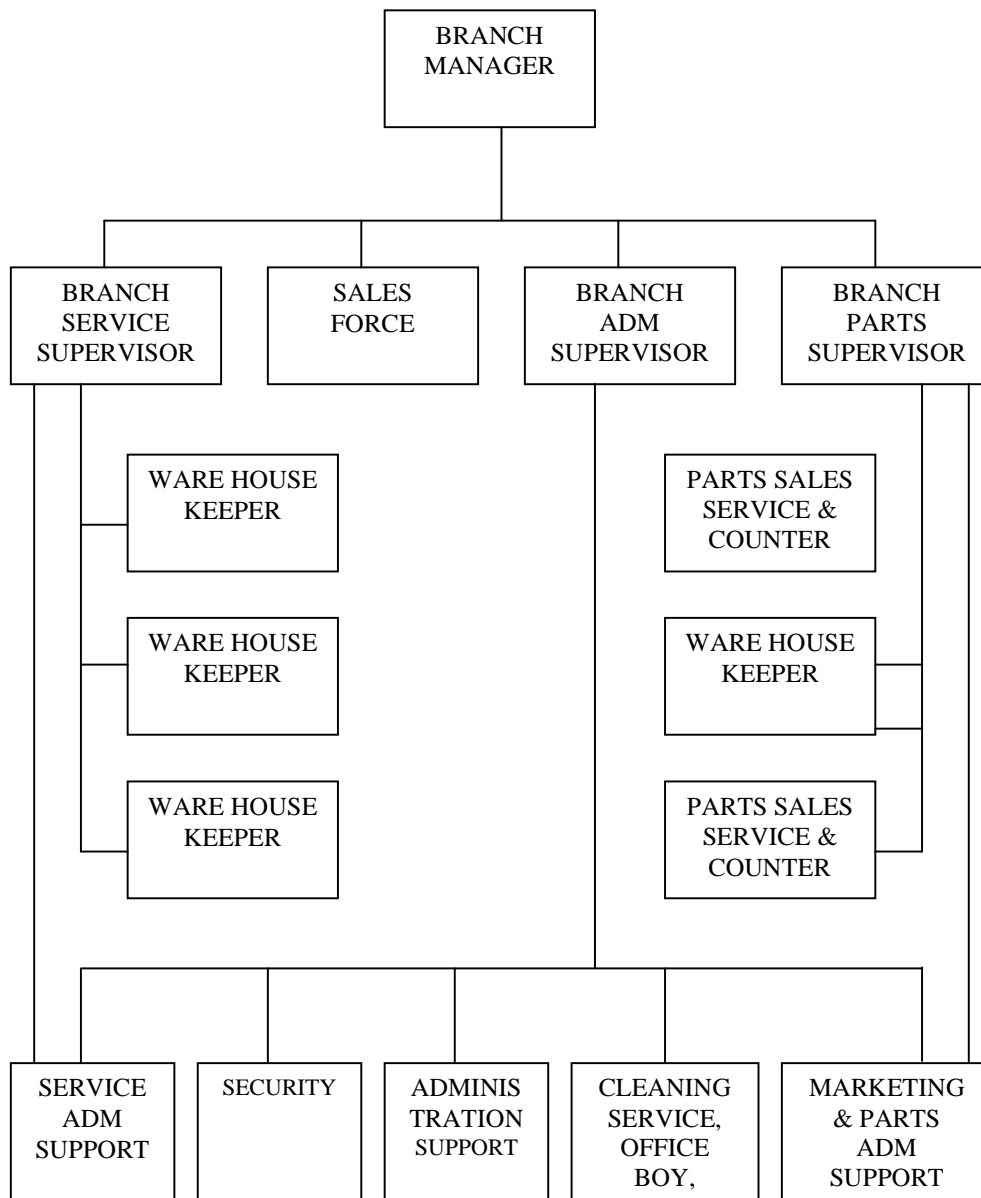 BRANCH
MANAGER
BRANCH
SERVICE
SUPERVISOR
SALES
FORCE
BRANCH
ADM
SUPERVISOR
BRANCH
PARTS
SUPERVISOR
WARE HOUSE
KEEPER
PARTS SALES
SERVICE &
COUNTER
WARE HOUSE
KEEPER
WARE HOUSE
KEEPER
WARE HOUSE
KEEPER
PARTS SALES
SERVICE &
COUNTER
SERVICE
ADM
SUPPORT
SECURITY
ADMINIS
TRATION
SUPPORT
CLEANING
SERVICE,
OFFICE
BOY,
MARKETING
& PARTS
ADM
SUPPORT